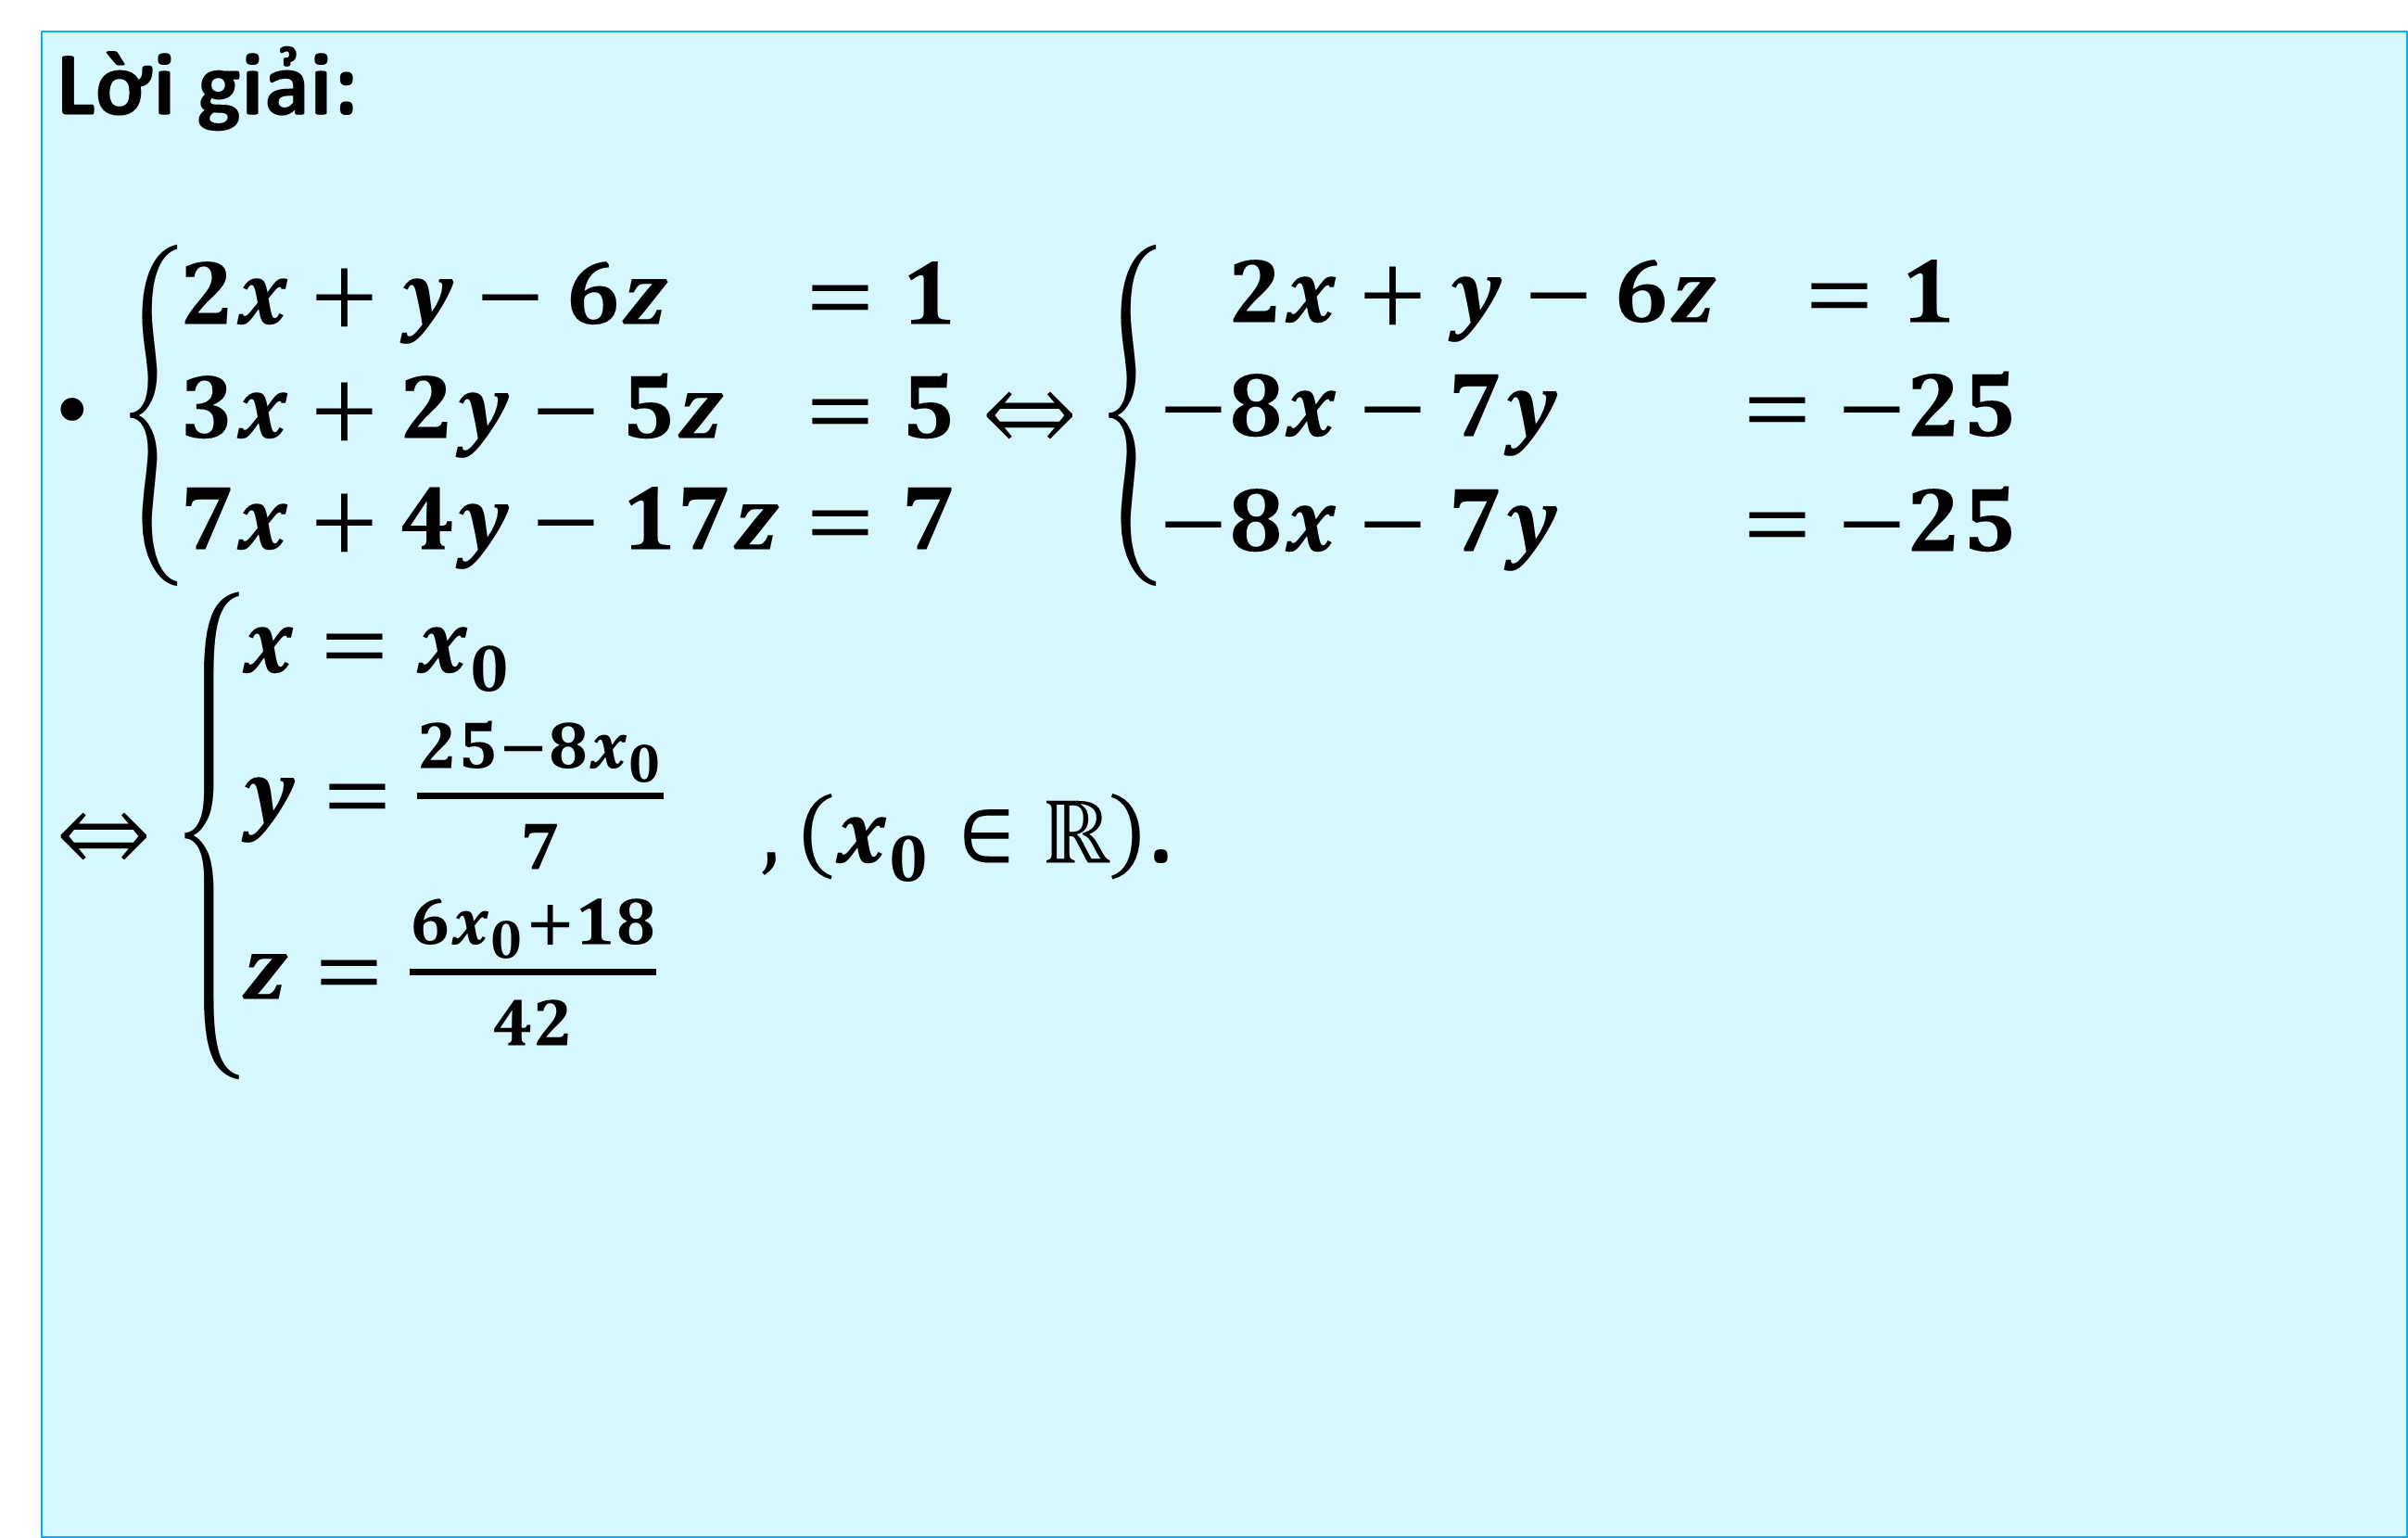 Lời giải:
2x + y − 6z = 1 2x + y − 6z = 1
• { 3x + 2y − 5z = 5 ⇔ { −8x − 7y = −25
7x + 4y − 17z = 7 −8x − 7y = −25
x = x₀
⇔ { y = (25−8x₀)/7 , (x₀ ∈ ℝ).
z = (6x₀+18)/42